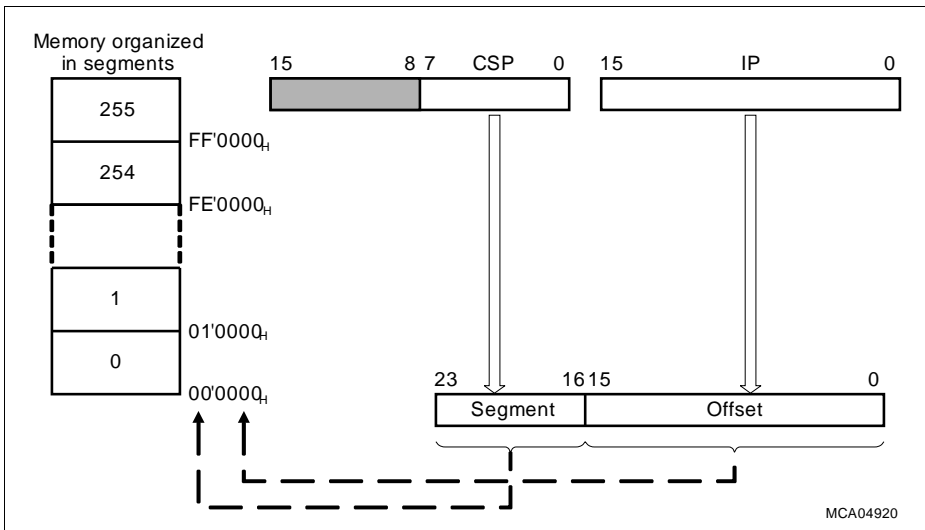 Memory organized
in segments
15 8 7 CSP 0 15 IP 0
255
FF'0000H
254
FE'0000H
1
01'0000H
0
00'0000H
23 16 15 0
Segment Offset
MCA04920